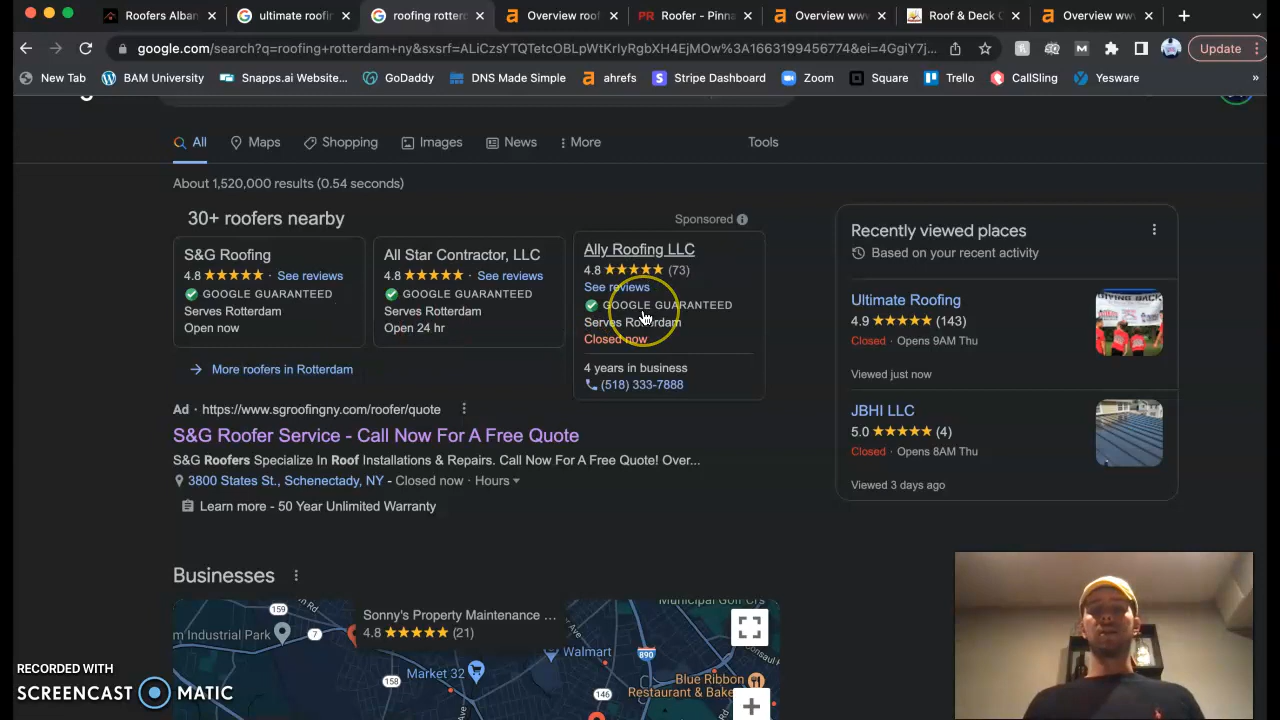 Roofers Alban
ultimate roofin
roofing rotterd
Overview roof
Roofer - Pinna
Overview www
Roof & Deck C
Overview www
google.com/search?q=roofing+rotterdam+ny&sxsrf=ALiCzsYTQTetcOBLpWtKrIyRgbXH4EjMOw%3A1663199456774&ei=4GgiY7j...
Update
New Tab
BAM University
Snapps.ai Website...
GoDaddy
DNS Made Simple
ahrefs
Stripe Dashboard
Zoom
Square
Trello
CallSling
Yesware
»
All
Maps
Shopping
Images
News
More
Tools
About 1,520,000 results (0.54 seconds)
30+ roofers nearby
Sponsored
S&G Roofing
4.8 · See reviews
GOOGLE GUARANTEED
Serves Rotterdam
Open now
All Star Contractor, LLC
4.8 · See reviews
GOOGLE GUARANTEED
Serves Rotterdam
Open 24 hr
Ally Roofing LLC
4.8 (73)
See reviews
GOOGLE GUARANTEED
Serves Rotterdam
Closed now
4 years in business
(518) 333-7888
More roofers in Rotterdam
Ad · https://www.sgroofingny.com/roofer/quote
S&G Roofer Service - Call Now For A Free Quote
S&G Roofers Specialize In Roof Installations & Repairs. Call Now For A Free Quote! Over...
3800 States St., Schenectady, NY - Closed now · Hours
Learn more - 50 Year Unlimited Warranty
Recently viewed places
Based on your recent activity
Ultimate Roofing
4.9 (143)
Closed · Opens 9AM Thu
Viewed just now
JBHI LLC
5.0 (4)
Closed · Opens 8AM Thu
Viewed 3 days ago
Businesses
159
m Industrial Park
7
Sonny's Property Maintenance ...
4.8 (21)
Municipal Golf Crs
Walmart
890
Market 32
158
146
Blue Ribbon
Restaurant & Bake
RECORDED WITH
SCREENCAST MATIC